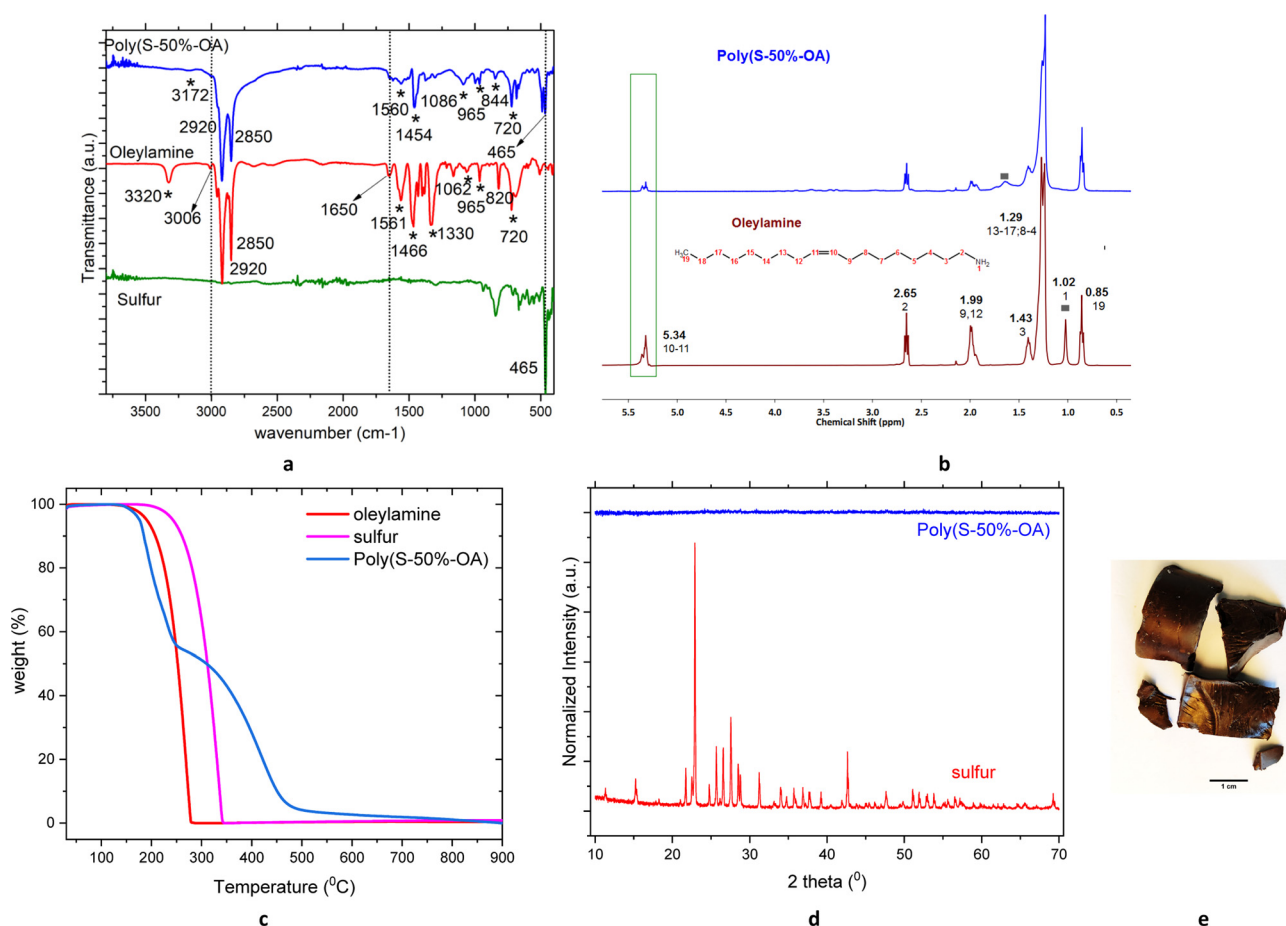 Poly(S-50%-OA)
3172 *
2920
2850
1560
*
1454
*
1086
*
965
*
844
*
720
*
465
Oleylamine
3320 *
3006
2850
2920
1650
1561
*
1466
*
*1330
1062
*
965
*
820
720
*
Sulfur
465
Transmittance (a.u.)
3500 3000 2500 2000 1500 1000 500
wavenumber (cm-1)
a
Poly(S-50%-OA)
Oleylamine
H₃C
19 18 17 16 15 14 13 12 11 10 9 8 7 6 5 4 3 2 1
NH₂
1.29
13-17;8-4
5.34
10-11
2.65
2
1.99
9,12
1.43
3
1.02
1
0.85
19
5.5 5.0 4.5 4.0 3.5 3.0 2.5 2.0 1.5 1.0 0.5
Chemical Shift (ppm)
b
100
80
60
40
20
0
weight (%)
oleylamine
sulfur
Poly(S-50%-OA)
100 200 300 400 500 600 700 800 900
Temperature (⁰C)
c
Normalized Intensity (a.u.)
Poly(S-50%-OA)
sulfur
10 20 30 40 50 60 70
2 theta (⁰)
d
1 cm
e